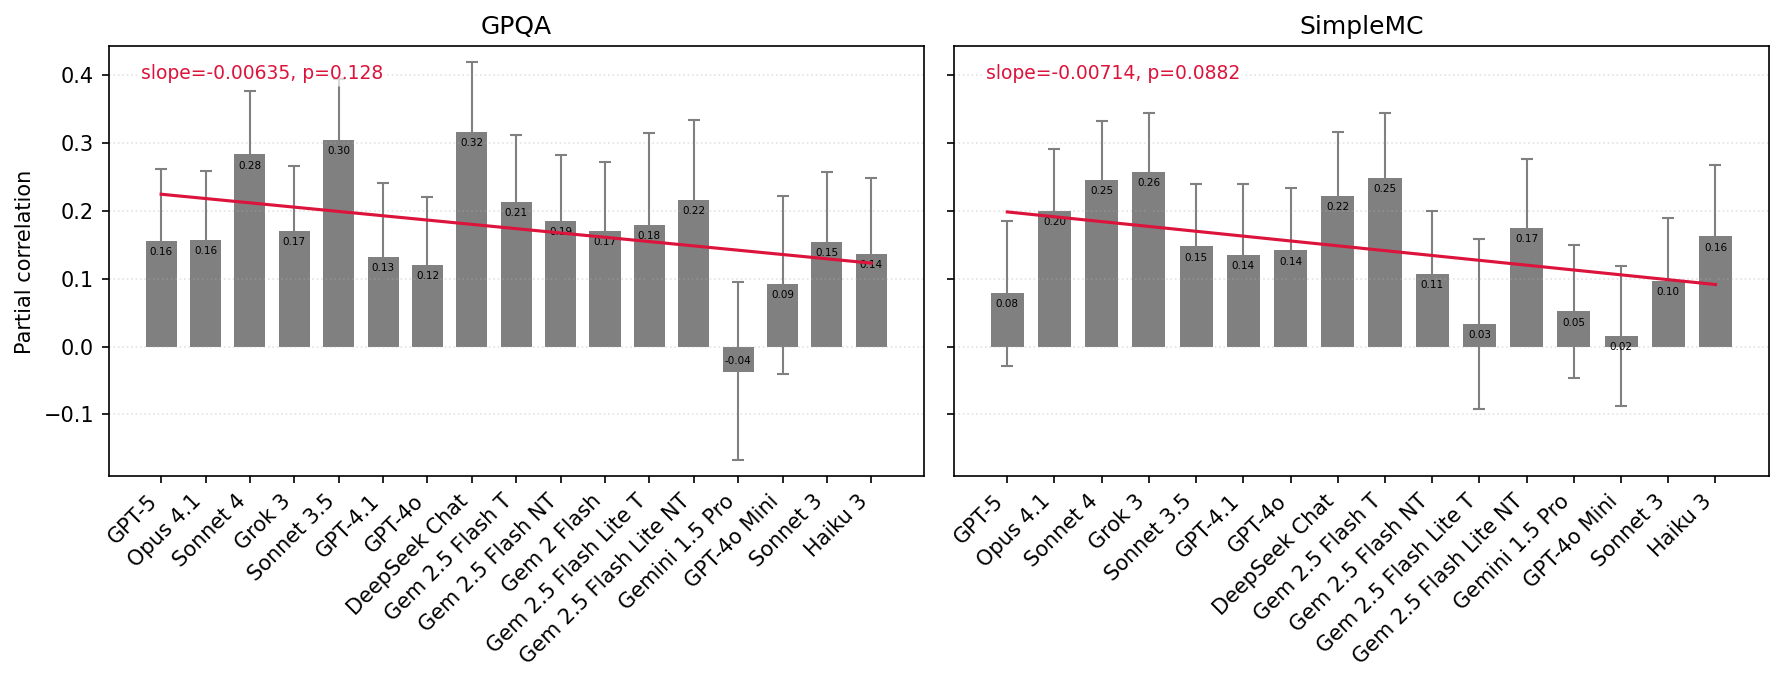 GPQA
slope=-0.00635, p=0.128
Partial correlation
0.4
0.3
0.2
0.1
0.0
−0.1
0.16
0.16
0.28
0.17
0.30
0.13
0.12
0.32
0.21
0.19
0.17
0.18
0.22
-0.04
0.09
0.15
0.14
GPT-5
Opus 4.1
Sonnet 4
Grok 3
Sonnet 3.5
GPT-4.1
GPT-4o
DeepSeek Chat
Gem 2.5 Flash T
Gem 2.5 Flash NT
Gem 2 Flash
Gem 2.5 Flash Lite T
Gem 2.5 Flash Lite NT
Gemini 1.5 Pro
GPT-4o Mini
Sonnet 3
Haiku 3
SimpleMC
slope=-0.00714, p=0.0882
0.08
0.20
0.25
0.26
0.15
0.14
0.14
0.22
0.25
0.11
0.03
0.17
0.05
0.02
0.10
0.16
GPT-5
Opus 4.1
Sonnet 4
Grok 3
Sonnet 3.5
GPT-4.1
GPT-4o
DeepSeek Chat
Gem 2.5 Flash T
Gem 2.5 Flash NT
Gem 2.5 Flash Lite T
Gem 2.5 Flash Lite NT
Gemini 1.5 Pro
GPT-4o Mini
Sonnet 3
Haiku 3